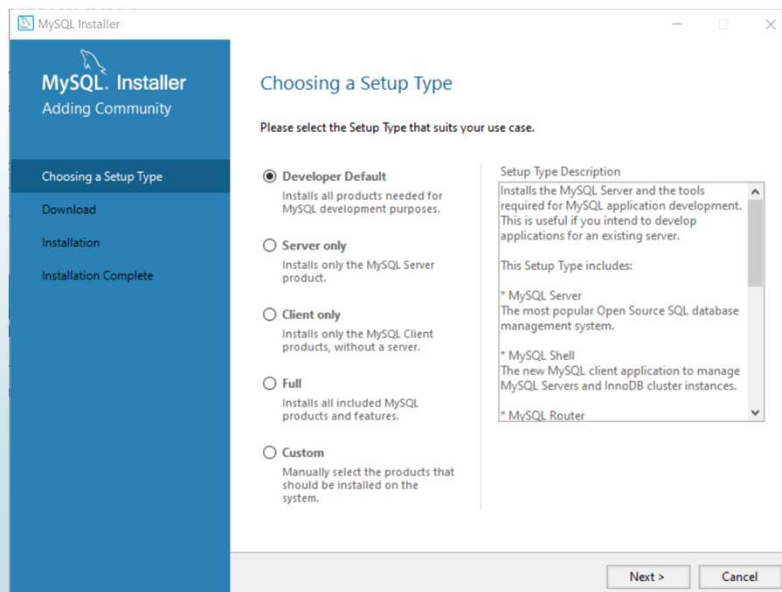 MySQL Installer
MySQL. Installer
Adding Community
Choosing a Setup Type
Download
Installation
Installation Complete
Choosing a Setup Type
Please select the Setup Type that suits your use case.
Developer Default
Installs all products needed for
MySQL development purposes.
Server only
Installs only the MySQL Server
product.
Client only
Installs only the MySQL Client
products, without a server.
Full
Installs all included MySQL
products and features.
Custom
Manually select the products that
should be installed on the
system.
Setup Type Description
Installs the MySQL Server and the tools
required for MySQL application development.
This is useful if you intend to develop
applications for an existing server.
This Setup Type includes:
* MySQL Server
The most popular Open Source SQL database
management system.
* MySQL Shell
The new MySQL client application to manage
MySQL Servers and InnoDB cluster instances.
* MySQL Router
Next >
Cancel